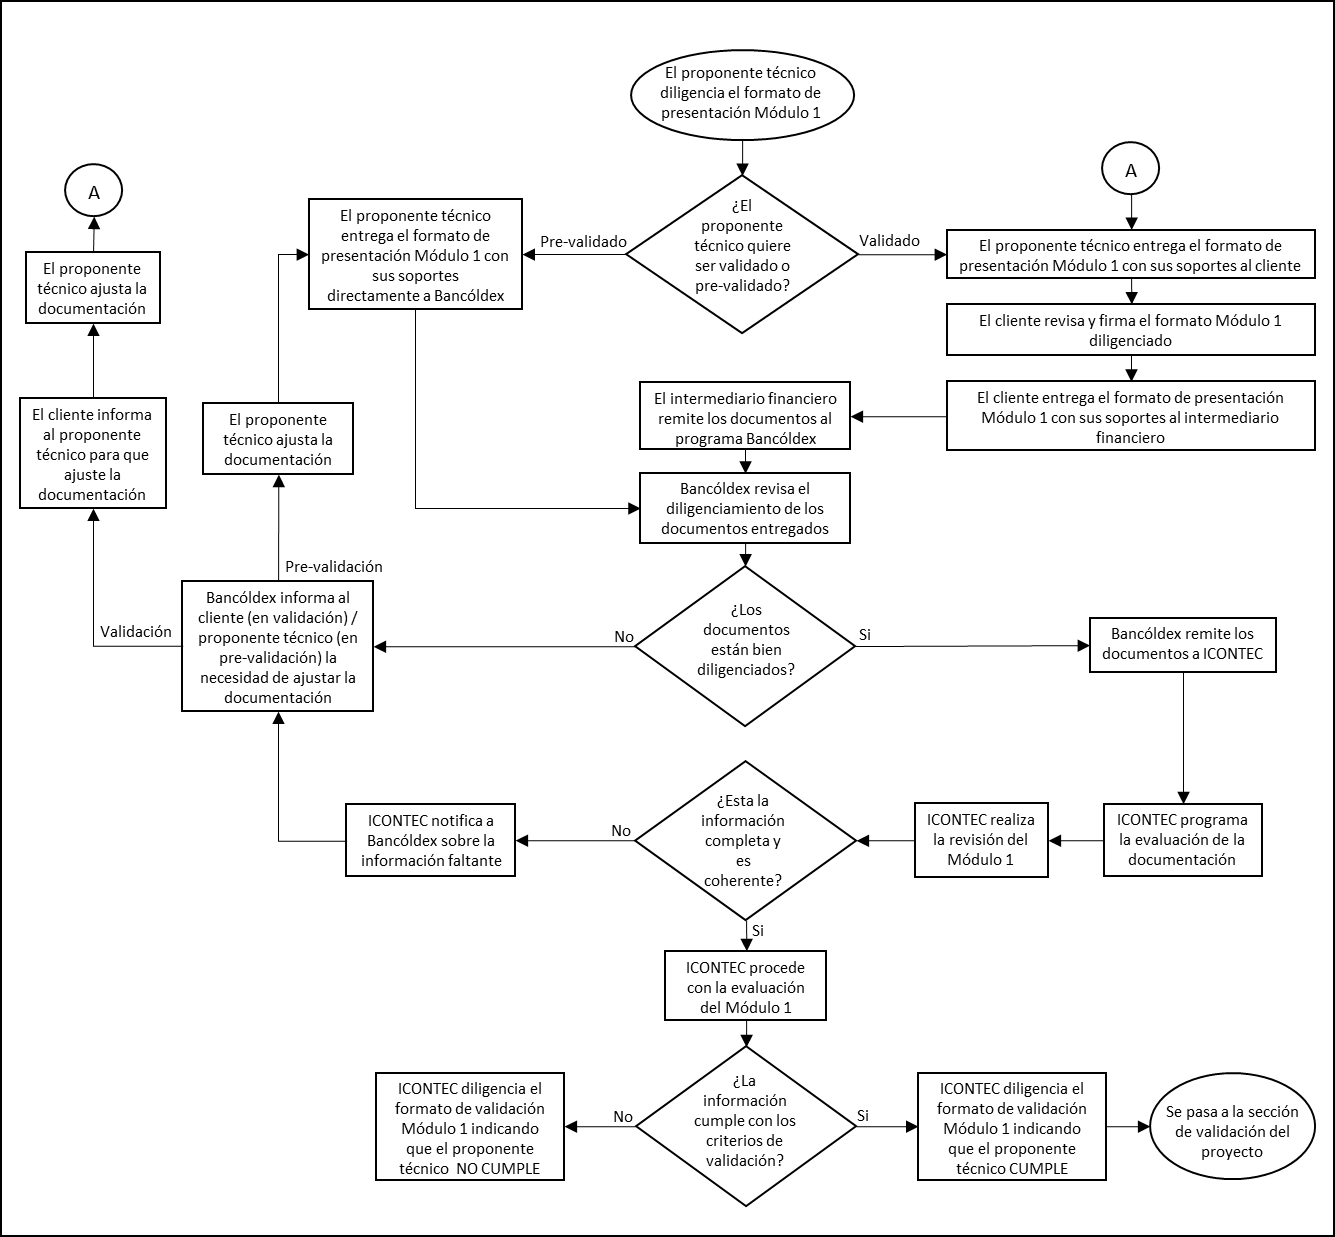 El proponente técnico
diligencia el formato de
presentación Módulo 1
¿El
proponente
técnico quiere
ser validado o
pre-validado?
Pre-validado
Validado
A
El proponente técnico entrega el formato de
presentación Módulo 1 con sus soportes al cliente
El cliente revisa y firma el formato Módulo 1
diligenciado
El cliente entrega el formato de presentación
Módulo 1 con sus soportes al intermediario
financiero
El intermediario financiero
remite los documentos al
programa Bancóldex
El proponente técnico
entrega el formato de
presentación Módulo 1 con
sus soportes
directamente a Bancóldex
Bancóldex revisa el
diligenciamiento de los
documentos entregados
¿Los
documentos
están bien
diligenciados?
No
Si
Bancóldex informa al
cliente (en validación) /
proponente técnico (en
pre-validación) la
necesidad de ajustar la
documentación
Pre-validación
El proponente
técnico ajusta la
documentación
Validación
El cliente informa
al proponente
técnico para que
ajuste la
documentación
El proponente
técnico ajusta la
documentación
A
Bancóldex remite los
documentos a ICONTEC
ICONTEC programa
la evaluación de la
documentación
ICONTEC realiza
la revisión del
Módulo 1
¿Esta la
información
completa y
es
coherente?
No
ICONTEC notifica a
Bancóldex sobre la
información faltante
Si
ICONTEC procede
con la evaluación
del Módulo 1
¿La
información
cumple con los
criterios de
validación?
No
ICONTEC diligencia el
formato de validación
Módulo 1 indicando
que el proponente
técnico NO CUMPLE
Si
ICONTEC diligencia el
formato de validación
Módulo 1 indicando
que el proponente
técnico CUMPLE
Se pasa a la sección
de validación del
proyecto